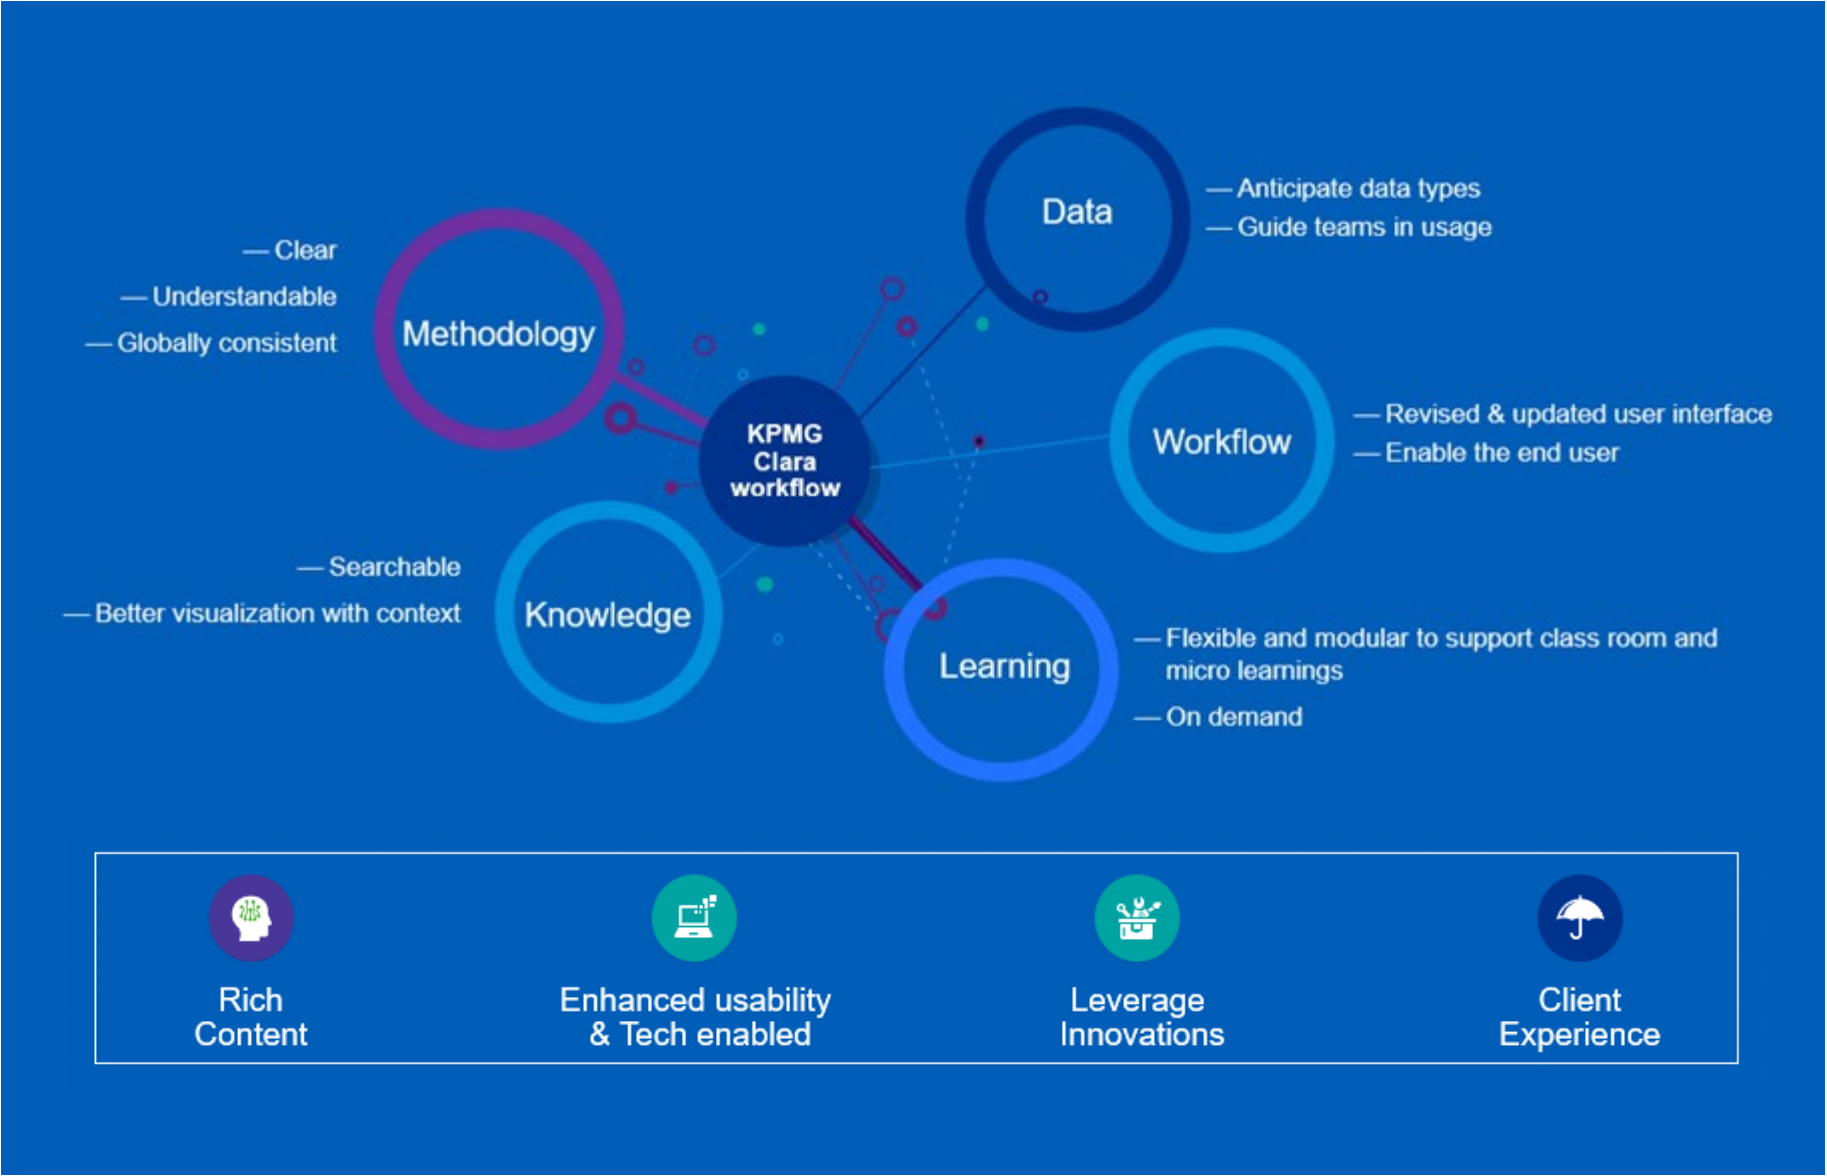 Data
— Anticipate data types
— Guide teams in usage
— Clear
— Understandable
— Globally consistent
Methodology
KPMG
Clara
workflow
Workflow
— Revised & updated user interface
— Enable the end user
— Searchable
— Better visualization with context
Knowledge
Learning
— Flexible and modular to support class room and
micro learnings
— On demand
Rich
Content
Enhanced usability
& Tech enabled
Leverage
Innovations
Client
Experience